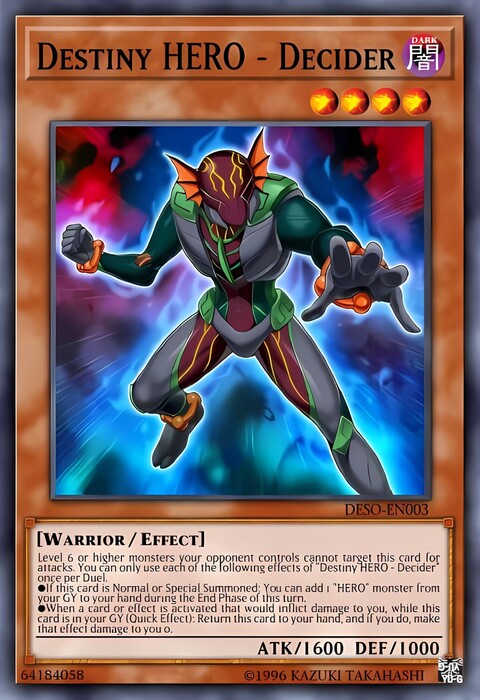 DESTINY HERO - DECIDER
DARK
闇
DESO-EN003
[WARRIOR / EFFECT]
Level 6 or higher monsters your opponent controls cannot target this card for
attacks. You can only use each of the following effects of "Destiny HERO - Decider"
once per Duel.
●If this card is Normal or Special Summoned: You can add 1 "HERO" monster from
your GY to your hand during the End Phase of this turn.
●When a card or effect is activated that would inflict damage to you, while this
card is in your GY (Quick Effect): Return this card to your hand, and if you do, make
that effect damage to you 0.
ATK/1600 DEF/1000
64184058
©1996 KAZUKI TAKAHASHI